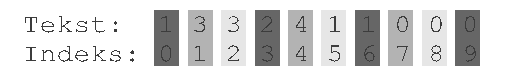 Tekst: 1 3 3 2 4 1 1 0 0 0
Indeks: 0 1 2 3 4 5 6 7 8 9